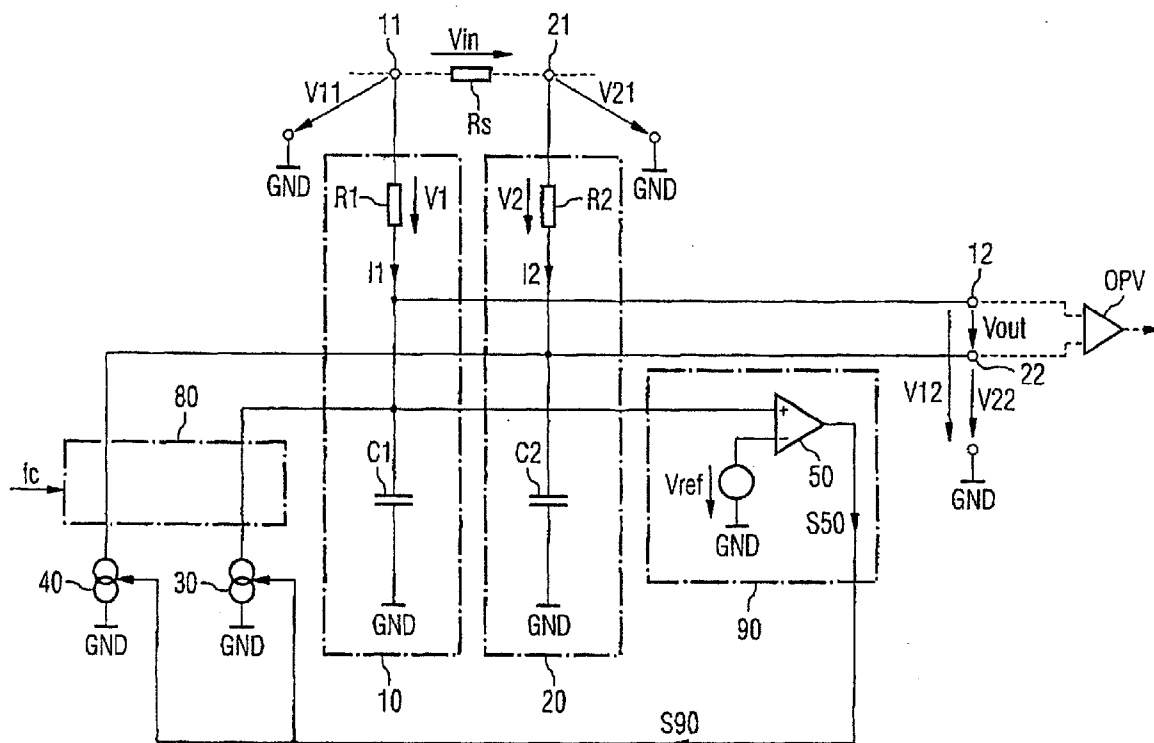 11
Vin
21
V11
Rs
V21
GND
GND
R1
V1
V2
R2
I1
I2
12
OPV
Vout
22
V12
V22
80
fc
C1
C2
+
−
50
Vref
GND
S50
GND
40
30
GND
GND
GND
GND
90
10
20
S90